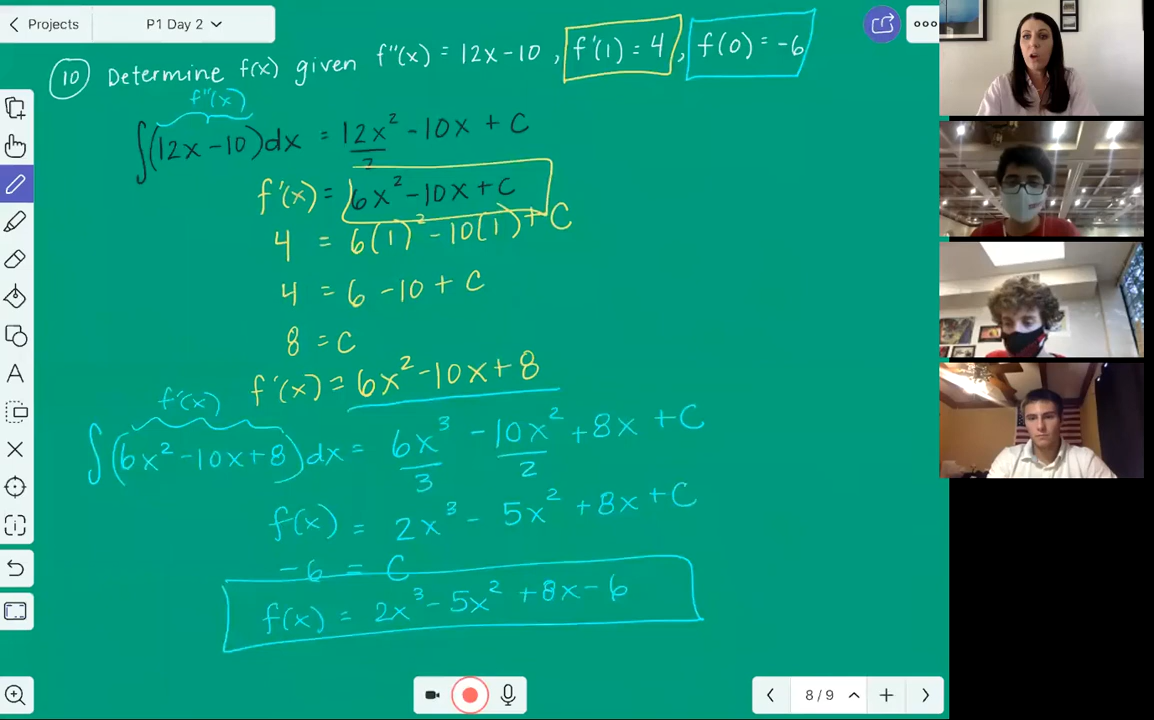 Projects
P1 Day 2
10 Determine f(x) given f''(x) = 12x-10, f'(1) = 4, f(0) = -6
f''(x)
∫(12x-10)dx = 12x²/2 - 10x + C
f'(x) = 6x² - 10x + C
4 = 6(1)² - 10(1) + C
4 = 6 - 10 + C
8 = C
f'(x) = 6x² - 10x + 8
f'(x)
∫(6x² - 10x + 8)dx = 6x³/3 - 10x²/2 + 8x + C
f(x) = 2x³ - 5x² + 8x + C
-6 = C
f(x) = 2x³ - 5x² + 8x - 6
8 / 9